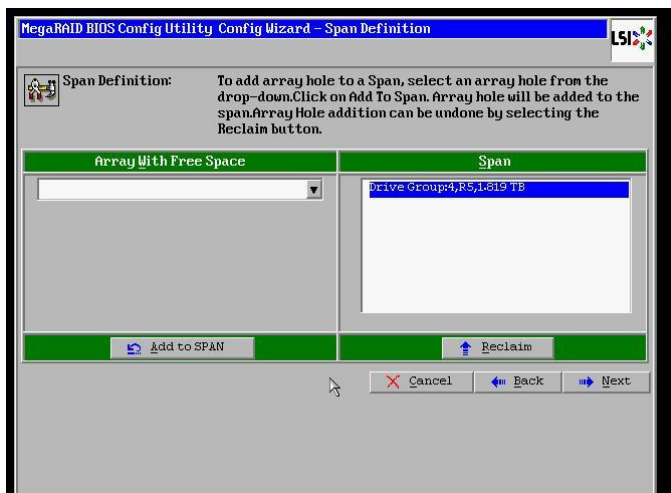 MegaRAID BIOS Config Utility Config Wizard - Span Definition
LSI
Span Definition:
To add array hole to a Span, select an array hole from the
drop-down.Click on Add To Span. Array hole will be added to the
span.Array Hole addition can be undone by selecting the
Reclaim button.
Array With Free Space
Span
Drive Group:4,R5,1.819 TB
Add to SPAN
Reclaim
Cancel
Back
Next